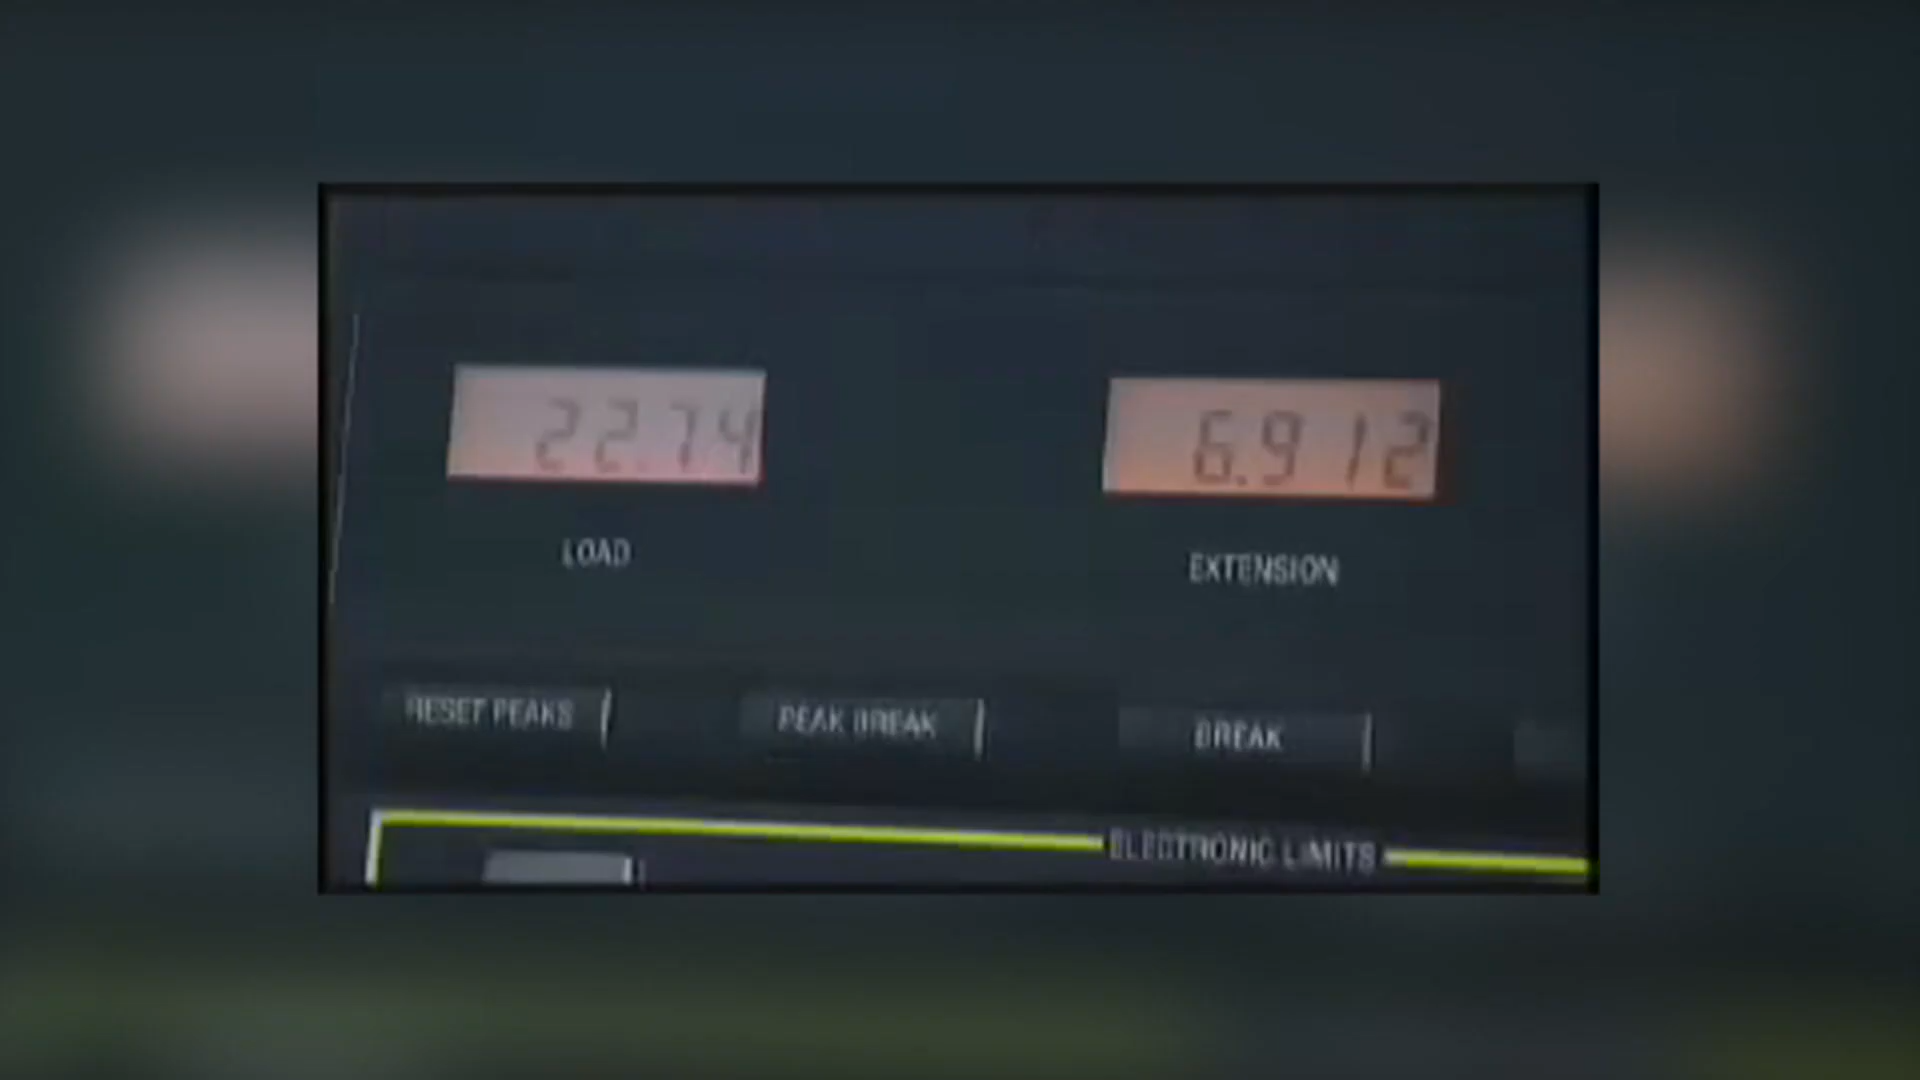 22.74
6.912
LOAD
EXTENSION
RESET PEAKS
PEAK BREAK
BREAK
ELECTRONIC LIMITS